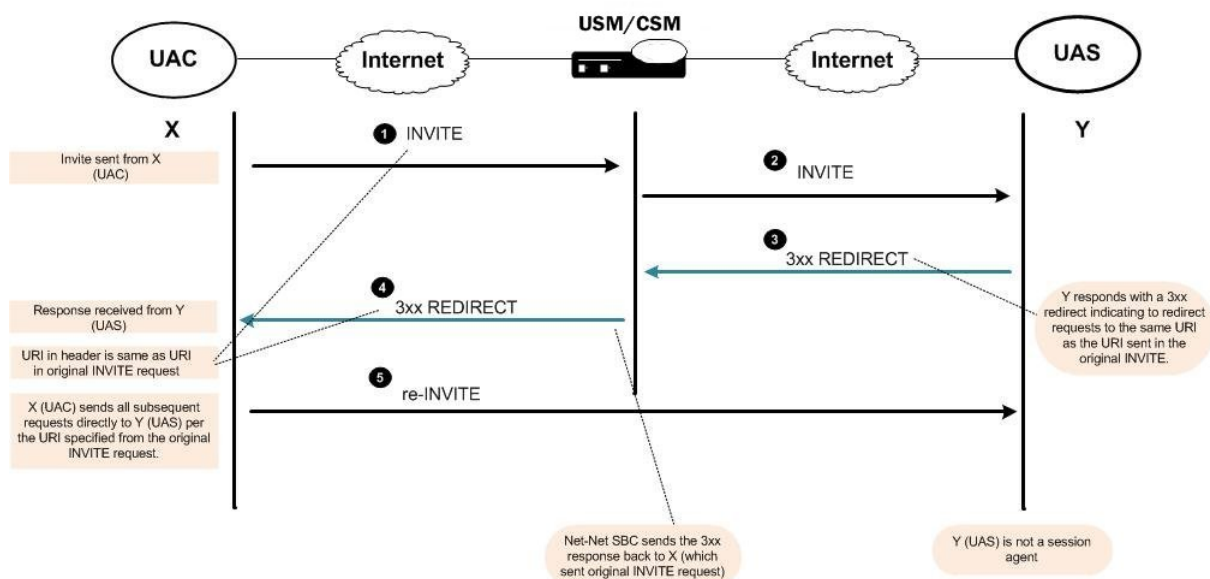 USM/CSM
UAC
Internet
Internet
UAS
X
Y
1 INVITE
Invite sent from X
(UAC)
2 INVITE
3 3xx REDIRECT
4 3xx REDIRECT
Response received from Y
(UAS)
Y responds with a 3xx
redirect indicating to redirect
requests to the same URI
as the URI sent in the
original INVITE.
URI in header is same as URI
in original INVITE request
5 re-INVITE
X (UAC) sends all subsequent
requests directly to Y (UAS) per
the URI specified from the original
INVITE request.
Net-Net SBC sends the 3xx
response back to X (which
sent original INVITE request)
Y (UAS) is not a session
agent